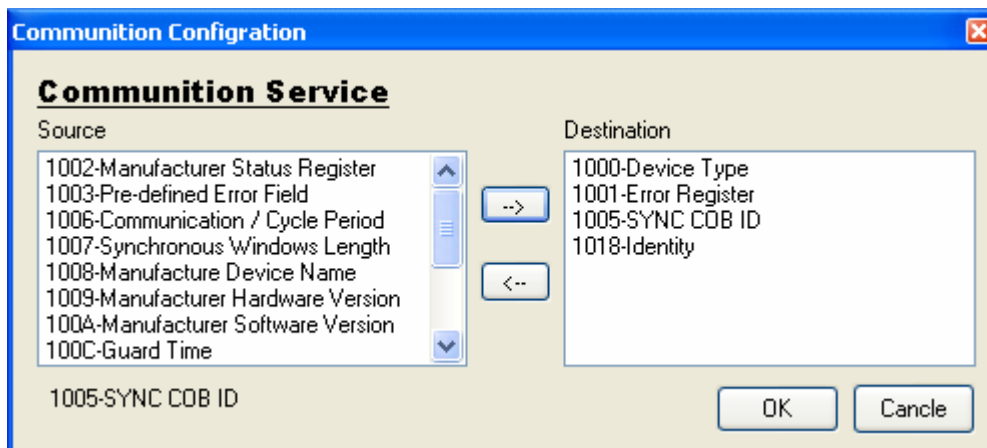 Communition Configration
Communition Service
Source
Destination
1002-Manufacturer Status Register
1003-Pre-defined Error Field
1006-Communication / Cycle Period
1007-Synchronous Windows Length
1008-Manufacture Device Name
1009-Manufacturer Hardware Version
100A-Manufacturer Software Version
100C-Guard Time
-->
<--
1000-Device Type
1001-Error Register
1005-SYNC COB ID
1018-Identity
1005-SYNC COB ID
OK
Cancle